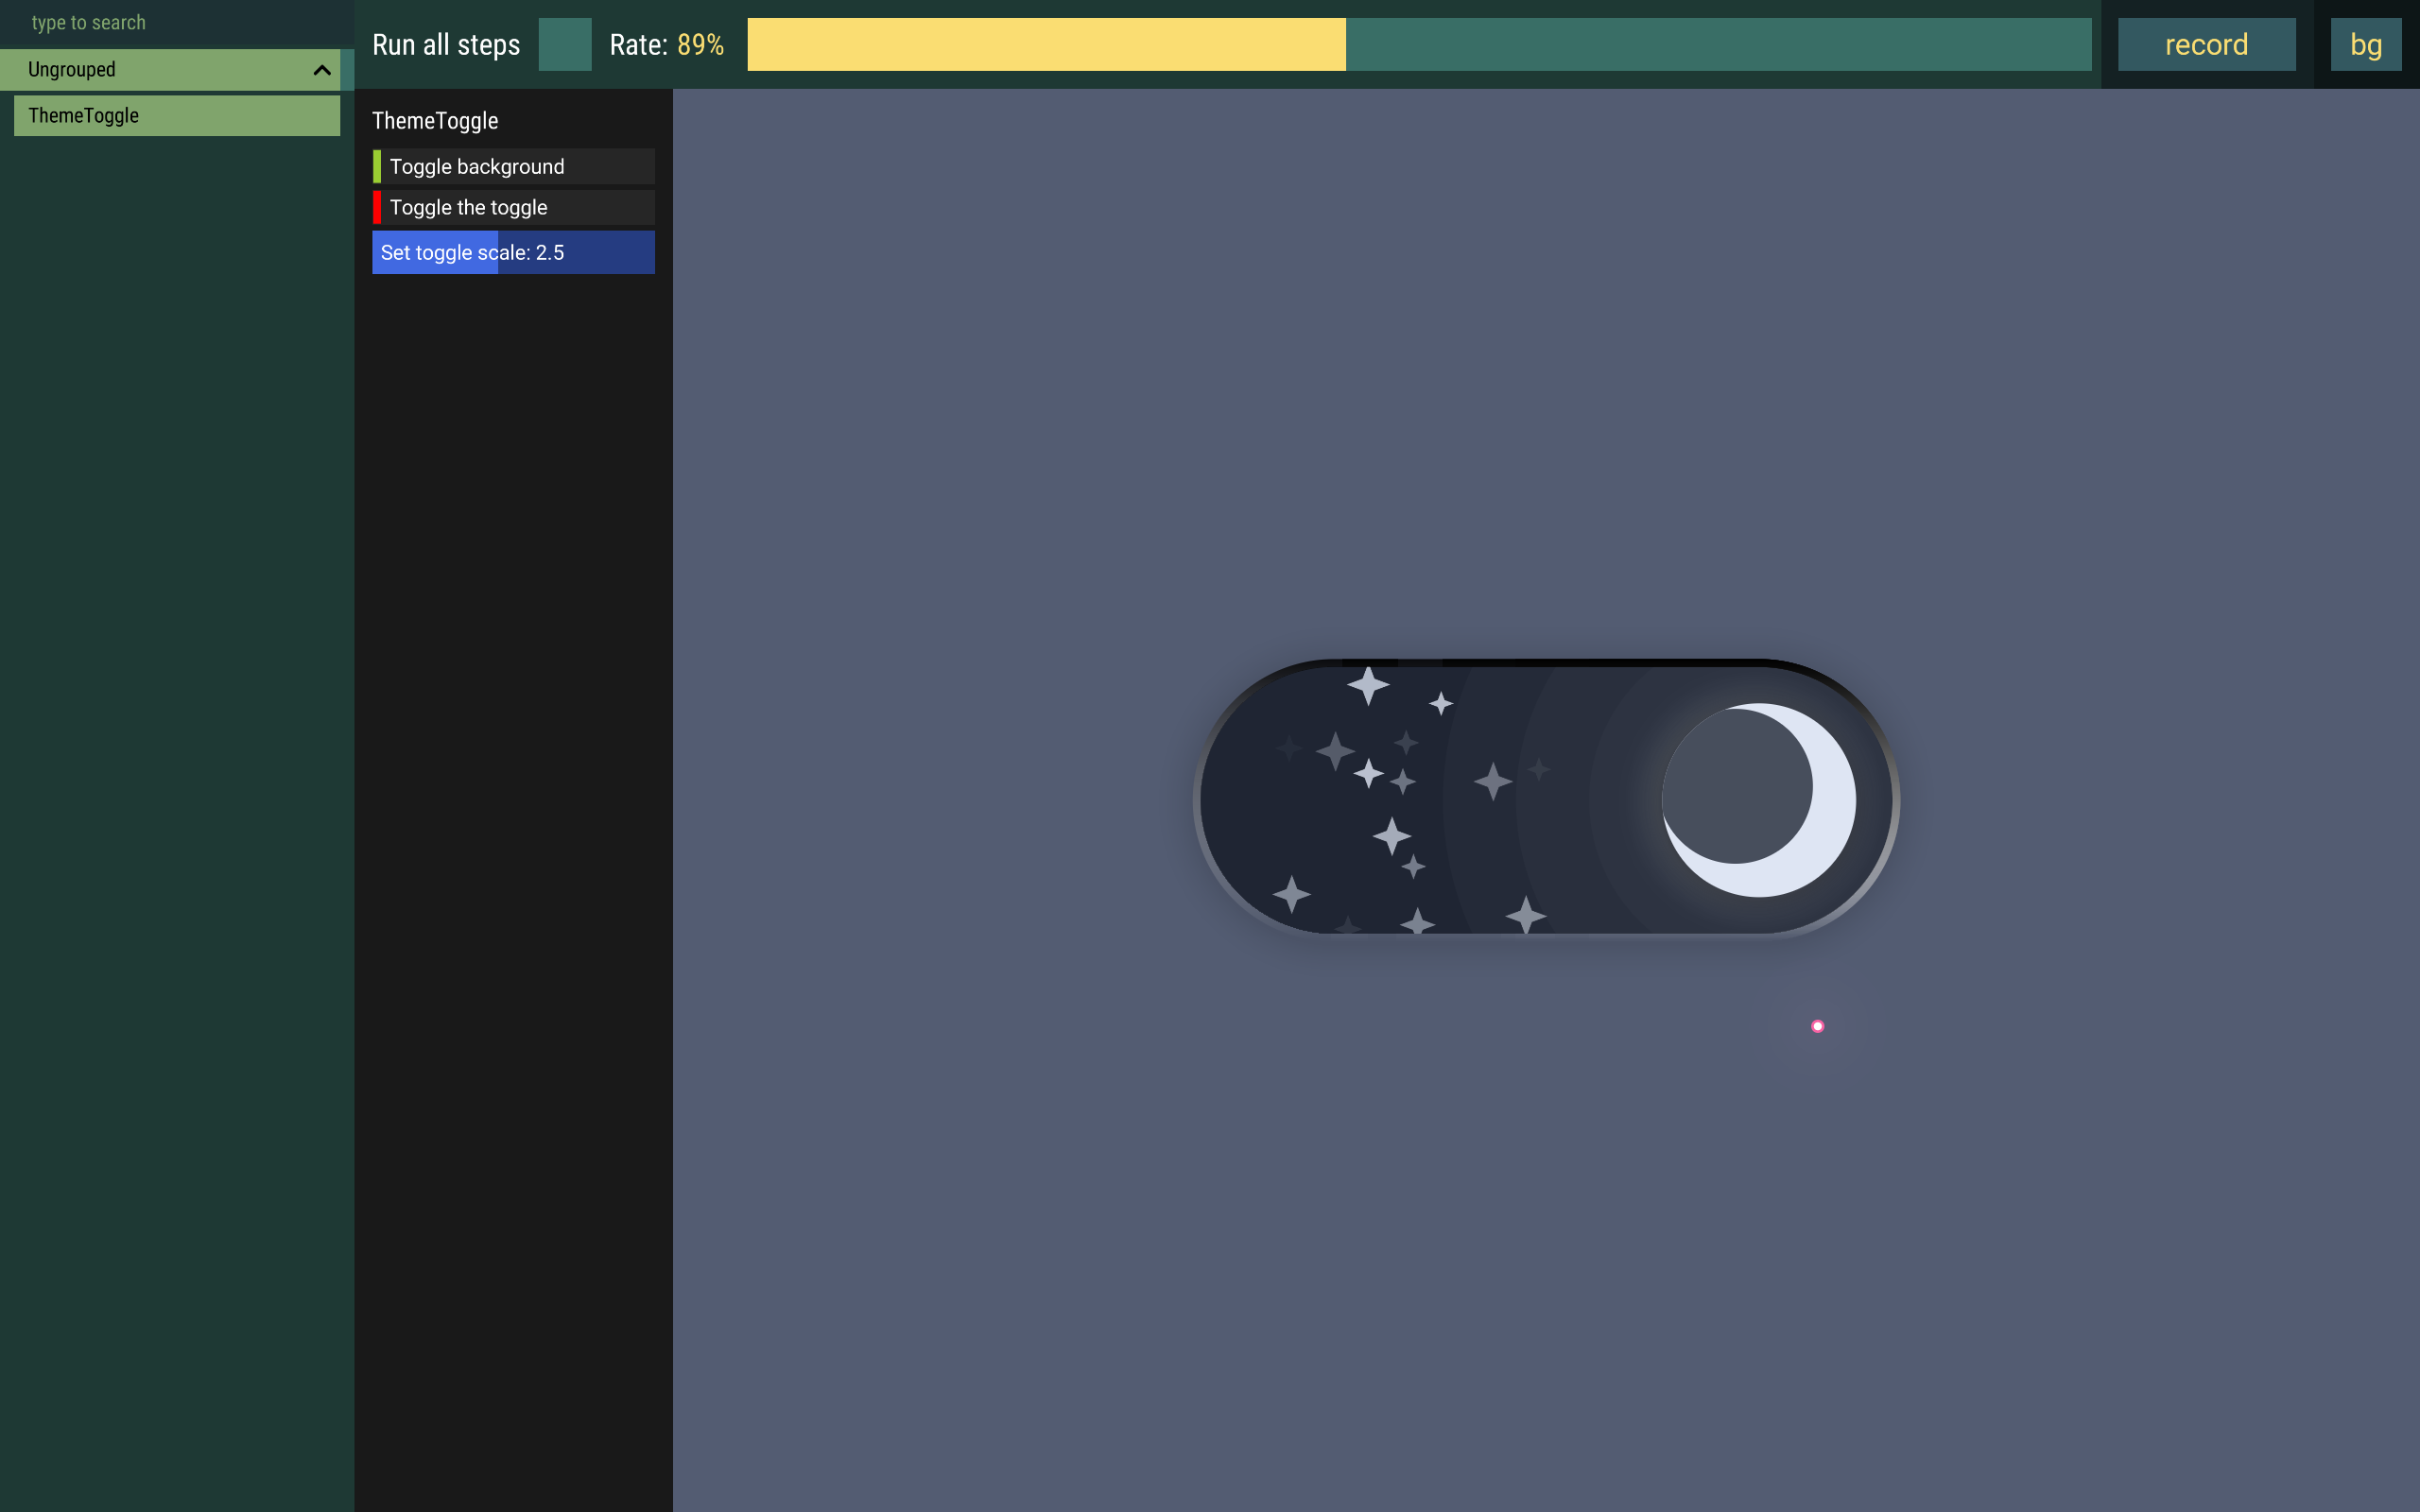 type to search
Run all steps
Rate: 89%
record
bg
Ungrouped
ThemeToggle
ThemeToggle
Toggle background
Toggle the toggle
Set toggle scale: 2.5